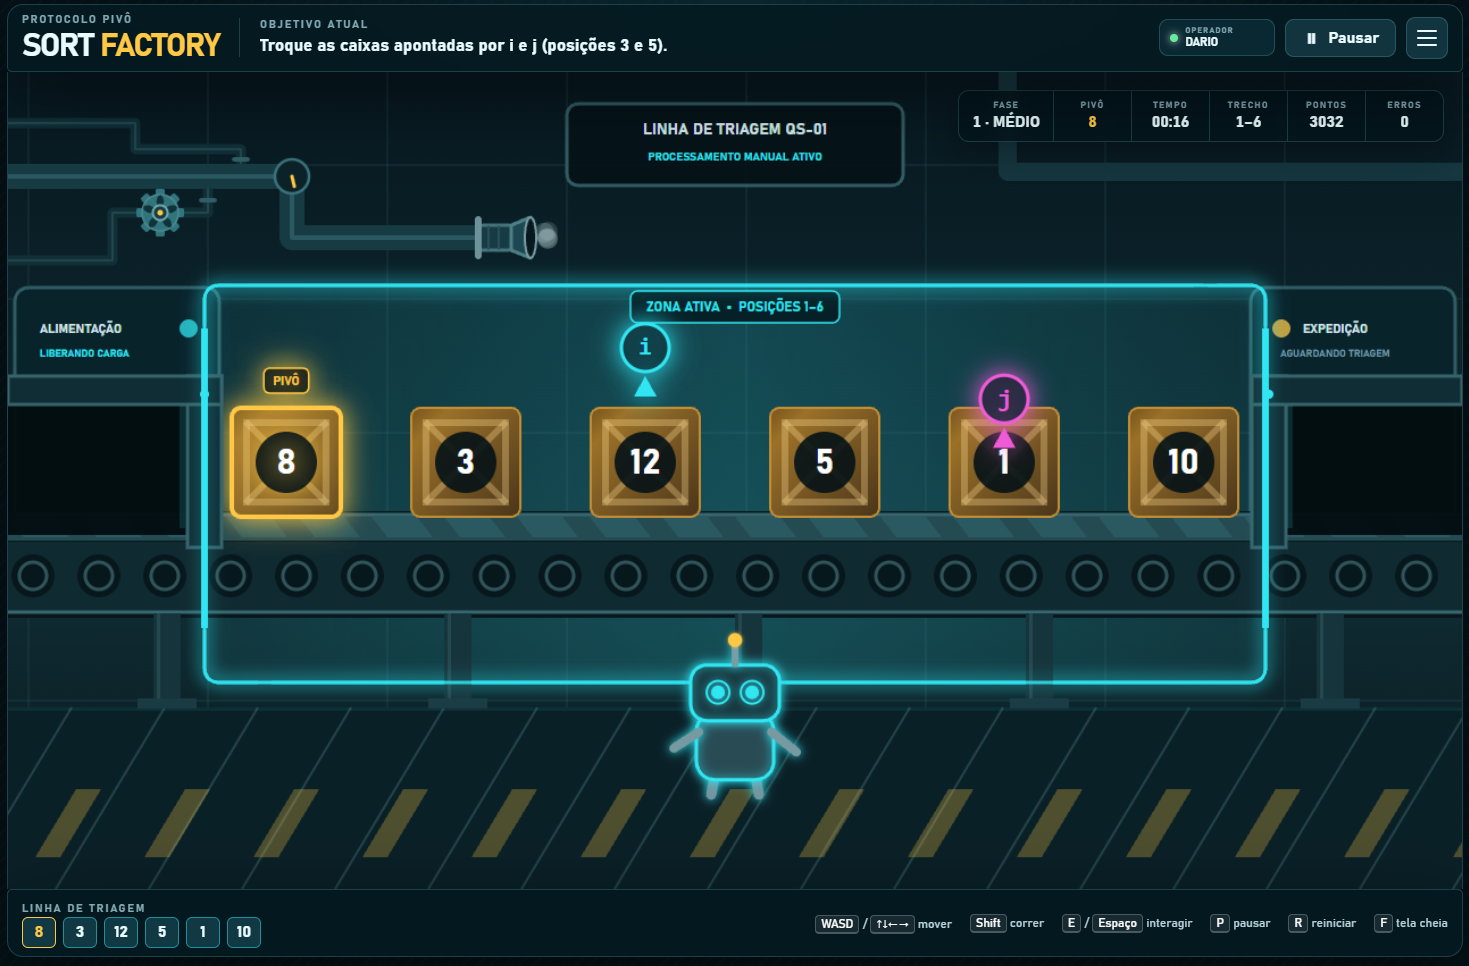 PROTOCOLO PIVÔ
SORT FACTORY
OBJETIVO ATUAL
Troque as caixas apontadas por i e j (posições 3 e 5).
OPERADOR
DARIO
Pausar
FASE
1 · MÉDIO
PIVÔ
8
TEMPO
00:16
TRECHO
1–6
PONTOS
3032
ERROS
0
LINHA DE TRIAGEM QS-01
PROCESSAMENTO MANUAL ATIVO
ZONA ATIVA • POSIÇÕES 1–6
ALIMENTAÇÃO
LIBERANDO CARGA
EXPEDIÇÃO
AGUARDANDO TRIAGEM
i
j
PIVÔ
8 3 12 5 1 10
LINHA DE TRIAGEM
8 3 12 5 1 10
WASD / ↑↓←→ mover Shift correr E / Espaço interagir P pausar R reiniciar F tela cheia